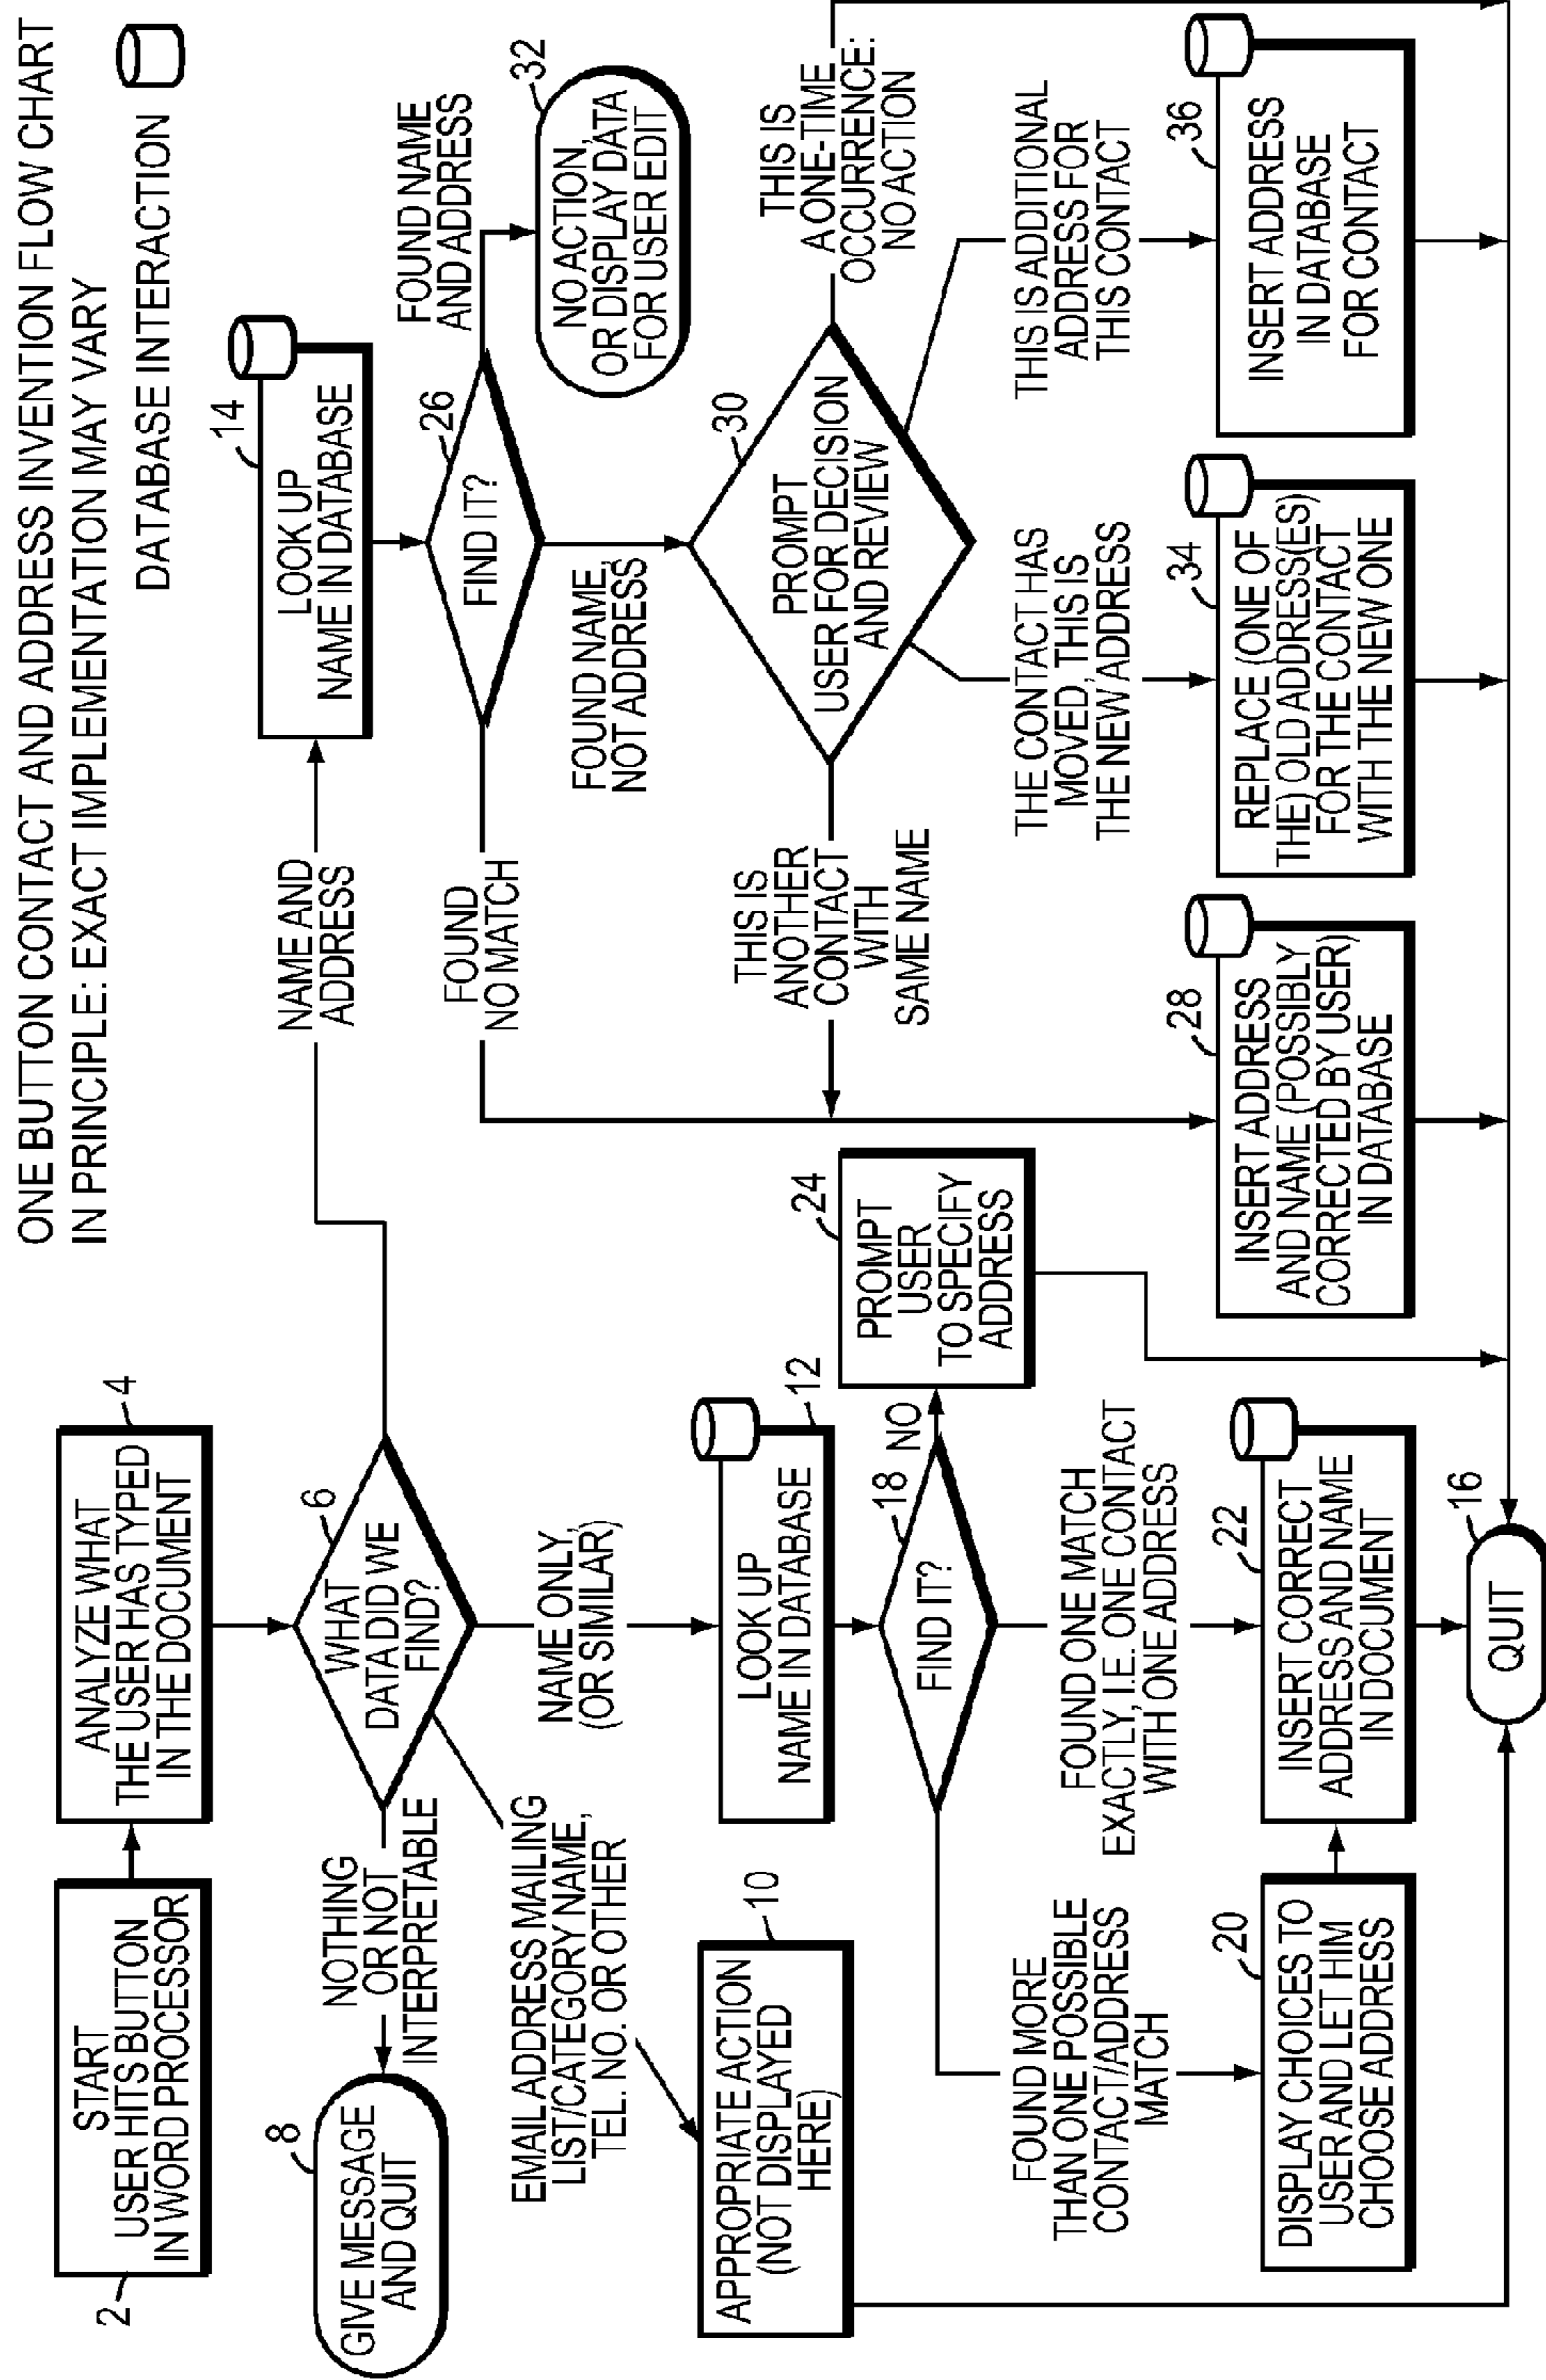 ONE BUTTON CONTACT AND ADDRESS INVENTION FLOW CHART
IN PRINCIPLE: EXACT IMPLEMENTATION MAY VARY
DATABASE INTERACTION
2
START
USER HITS BUTTON
IN WORD PROCESSOR
4
ANALYZE WHAT
THE USER HAS TYPED
IN THE DOCUMENT
6
WHAT
DATA DID WE
FIND?
NOTHING
OR NOT
INTERPRETABLE
8
GIVE MESSAGE
AND QUIT
EMAIL ADDRESS MAILING
LIST/CATEGORY NAME,
TEL. NO. OR OTHER
10
APPROPRIATE ACTION
(NOT DISPLAYED
HERE)
NAME ONLY,
(OR SIMILAR)
12
LOOK UP
NAME IN DATABASE
18
FIND IT?
NO
24
PROMPT
USER
TO SPECIFY
ADDRESS
FOUND MORE
THAN ONE POSSIBLE
CONTACT/ADDRESS
MATCH
20
DISPLAY CHOICES TO
USER AND LET HIM
CHOOSE ADDRESS
FOUND ONE MATCH
EXACTLY, I.E. ONE CONTACT
WITH ONE ADDRESS
22
INSERT CORRECT
ADDRESS AND NAME
IN DOCUMENT
16
QUIT
NAME AND
ADDRESS
14
LOOK UP
NAME IN DATABASE
26
FIND IT?
FOUND
NO MATCH
FOUND NAME
AND ADDRESS
32
NO ACTION,
OR DISPLAY DATA
FOR USER EDIT
FOUND NAME,
NOT ADDRESS
30
PROMPT
USER FOR DECISION
AND REVIEW
THIS IS
ANOTHER
CONTACT
WITH
SAME NAME
THIS IS
A ONE-TIME
OCCURRENCE:
NO ACTION
THE CONTACT HAS
MOVED, THIS IS
THE NEW ADDRESS
THIS IS ADDITIONAL
ADDRESS FOR
THIS CONTACT
28
INSERT ADDRESS
AND NAME (POSSIBLY
CORRECTED BY USER)
IN DATABASE
34
REPLACE (ONE OF
THE) OLD ADDRESS(ES)
FOR THE CONTACT
WITH THE NEW ONE
36
INSERT ADDRESS
IN DATABASE
FOR CONTACT